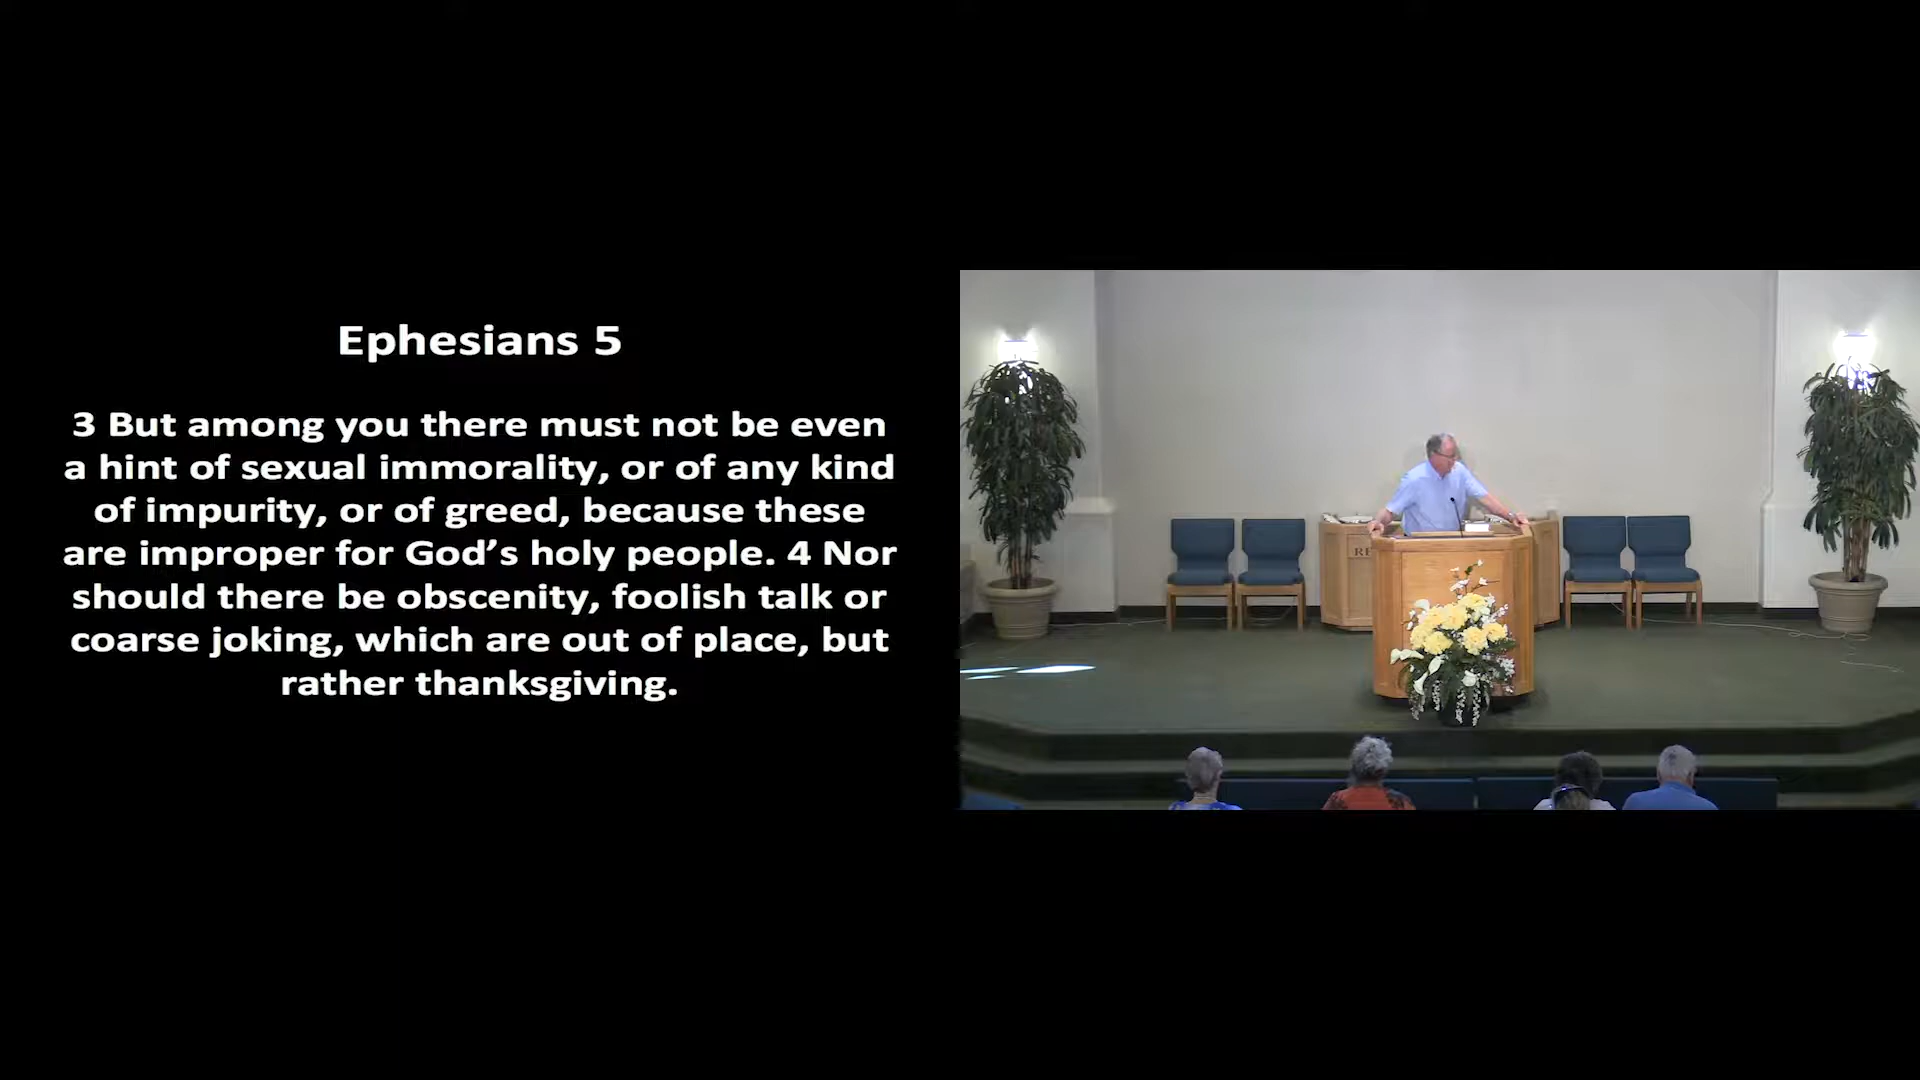 Ephesians 5
3 But among you there must not be even
a hint of sexual immorality, or of any kind
of impurity, or of greed, because these
are improper for God’s holy people. 4 Nor
should there be obscenity, foolish talk or
coarse joking, which are out of place, but
rather thanksgiving.